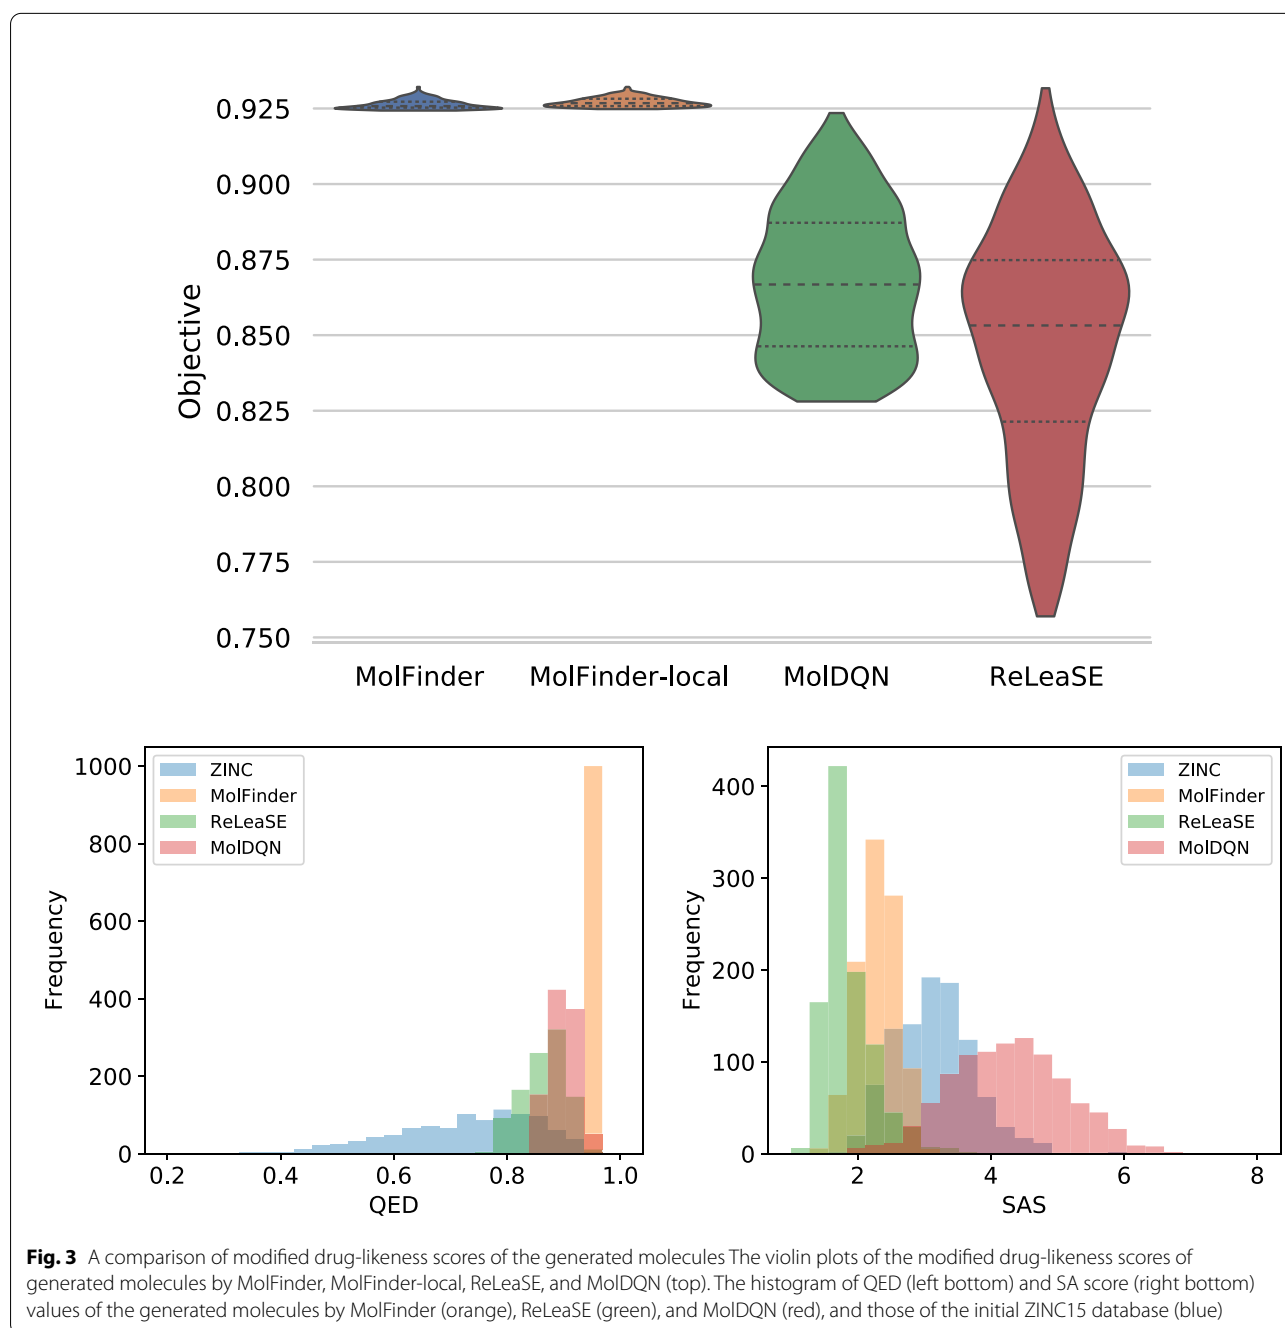 0.925
0.900
0.875
0.850
0.825
0.800
0.775
0.750
Objective
MolFinder MolFinder-local MolDQN ReLeaSE
1000
800
600
400
200
0
Frequency
ZINC
MolFinder
ReLeaSE
MolDQN
0.2 0.4 0.6 0.8 1.0
QED
400
300
200
100
0
Frequency
ZINC
MolFinder
ReLeaSE
MolDQN
2 4 6 8
SAS
Fig. 3 A comparison of modified drug-likeness scores of the generated molecules The violin plots of the modified drug-likeness scores of
generated molecules by MolFinder, MolFinder-local, ReLeaSE, and MolDQN (top). The histogram of QED (left bottom) and SA score (right bottom)
values of the generated molecules by MolFinder (orange), ReLeaSE (green), and MolDQN (red), and those of the initial ZINC15 database (blue)